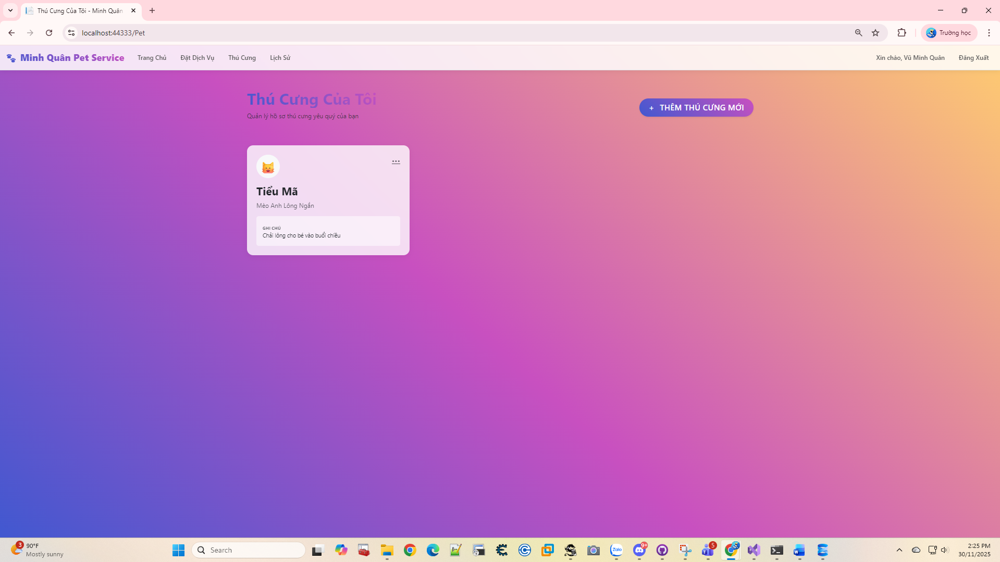 Thú Cưng Của Tôi - Minh Quân
localhost:44333/Pet
Trường học
Minh Quân Pet Service
Trang Chủ
Đặt Dịch Vụ
Thú Cưng
Lịch Sử
Xin chào, Vũ Minh Quân
Đăng Xuất
Thú Cưng Của Tôi
Quản lý hồ sơ thú cưng yêu quý của bạn
+ THÊM THÚ CƯNG MỚI
...
Tiểu Mã
Mèo Anh Lông Ngắn
GHI CHÚ
Chải lông cho bé vào buổi chiều
3
90°F
Mostly sunny
Search
Zalo
9+
5
2:25 PM
30/11/2025